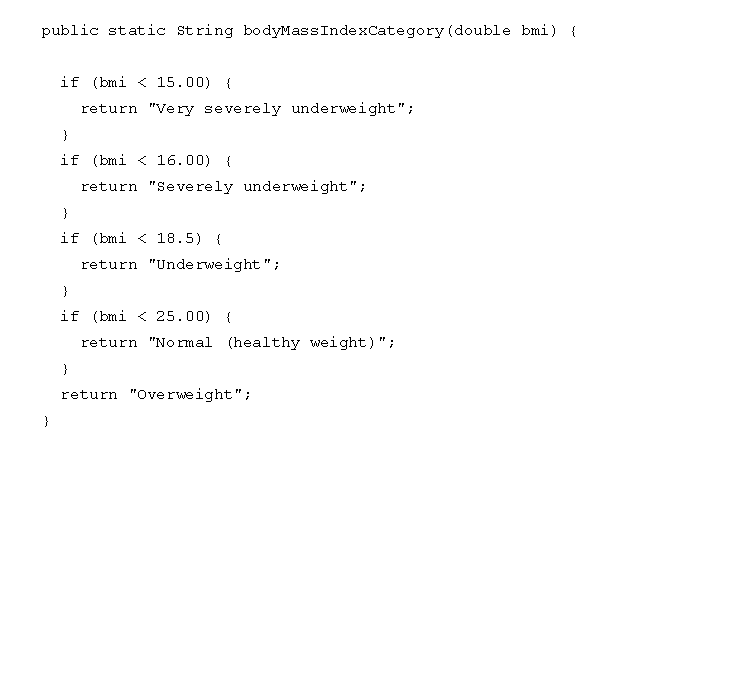 public static String bodyMassIndexCategory(double bmi) {
if (bmi < 15.00) {
return "Very severely underweight";
}
if (bmi < 16.00) {
return "Severely underweight";
}
if (bmi < 18.5) {
return "Underweight";
}
if (bmi < 25.00) {
return "Normal (healthy weight)";
}
return "Overweight";
}